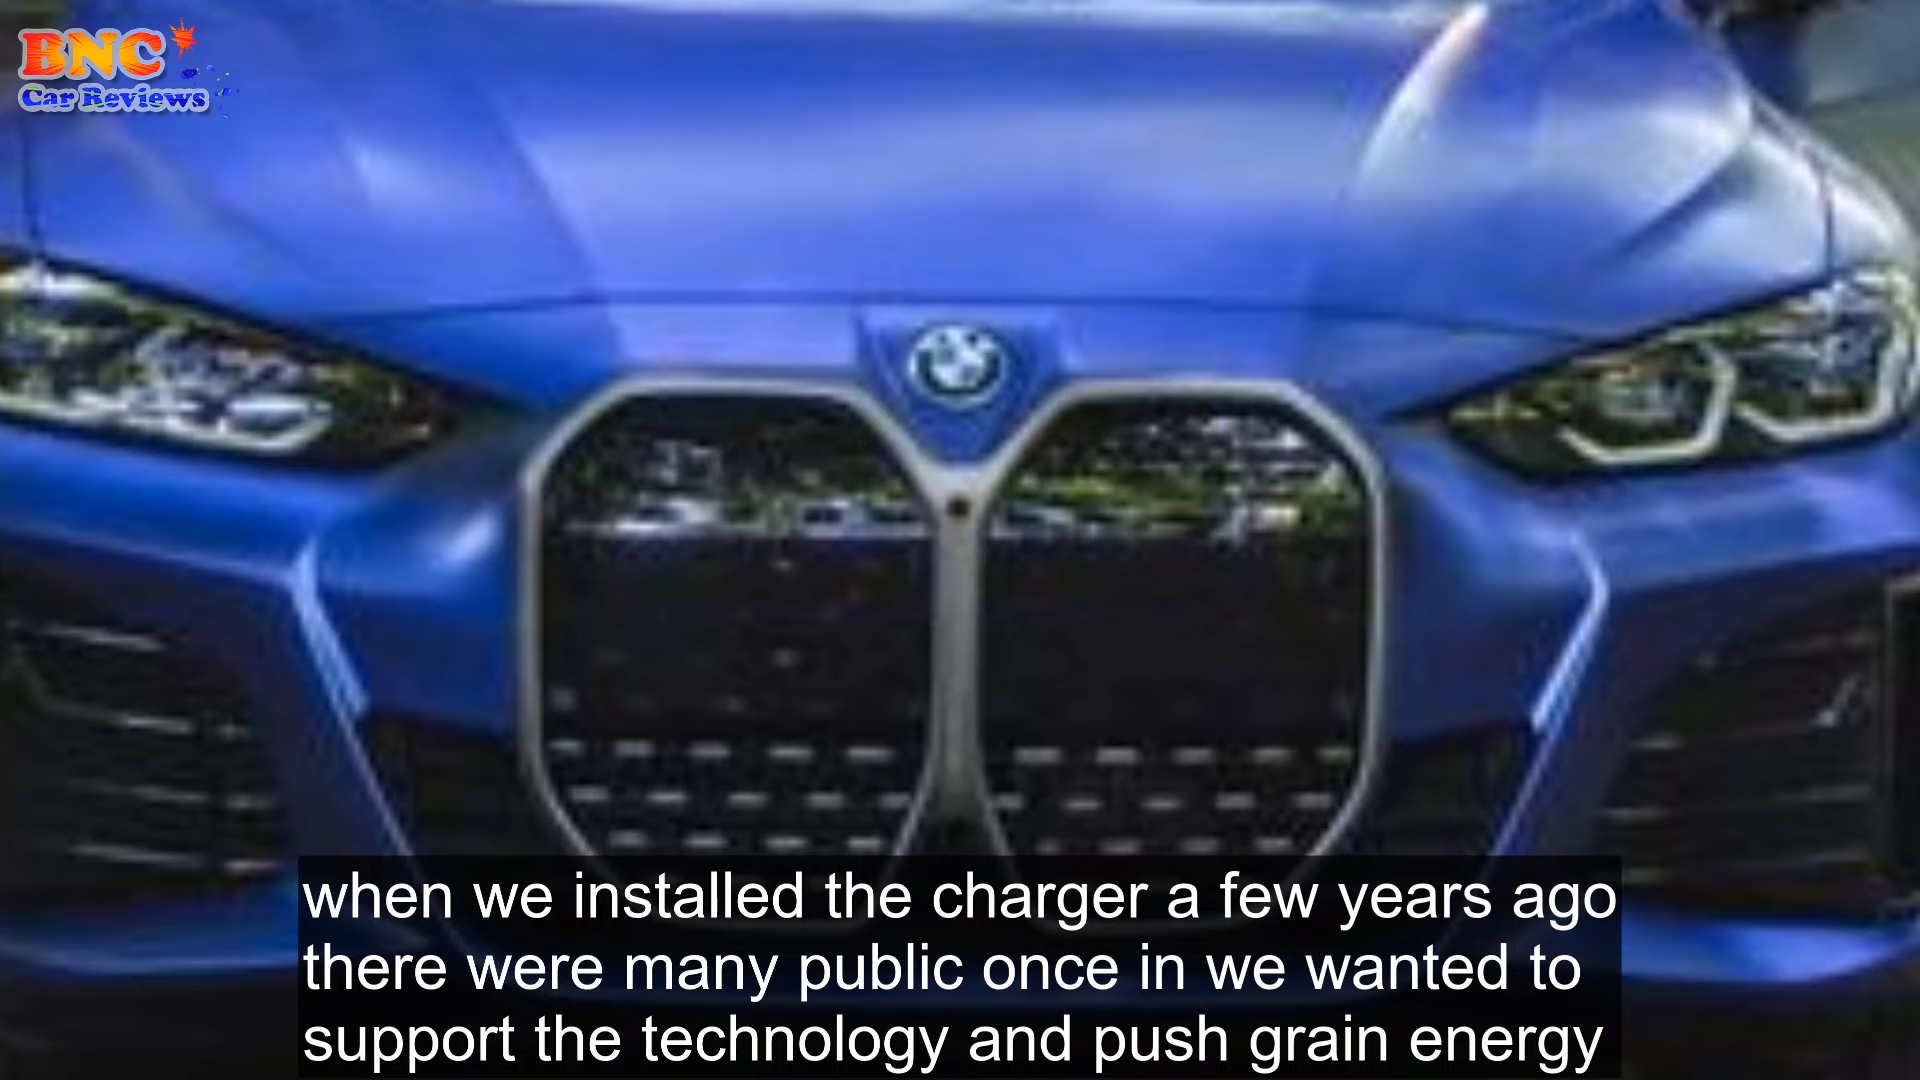 BNC
Car Reviews
when we installed the charger a few years ago
there were many public once in we wanted to
support the technology and push grain energy